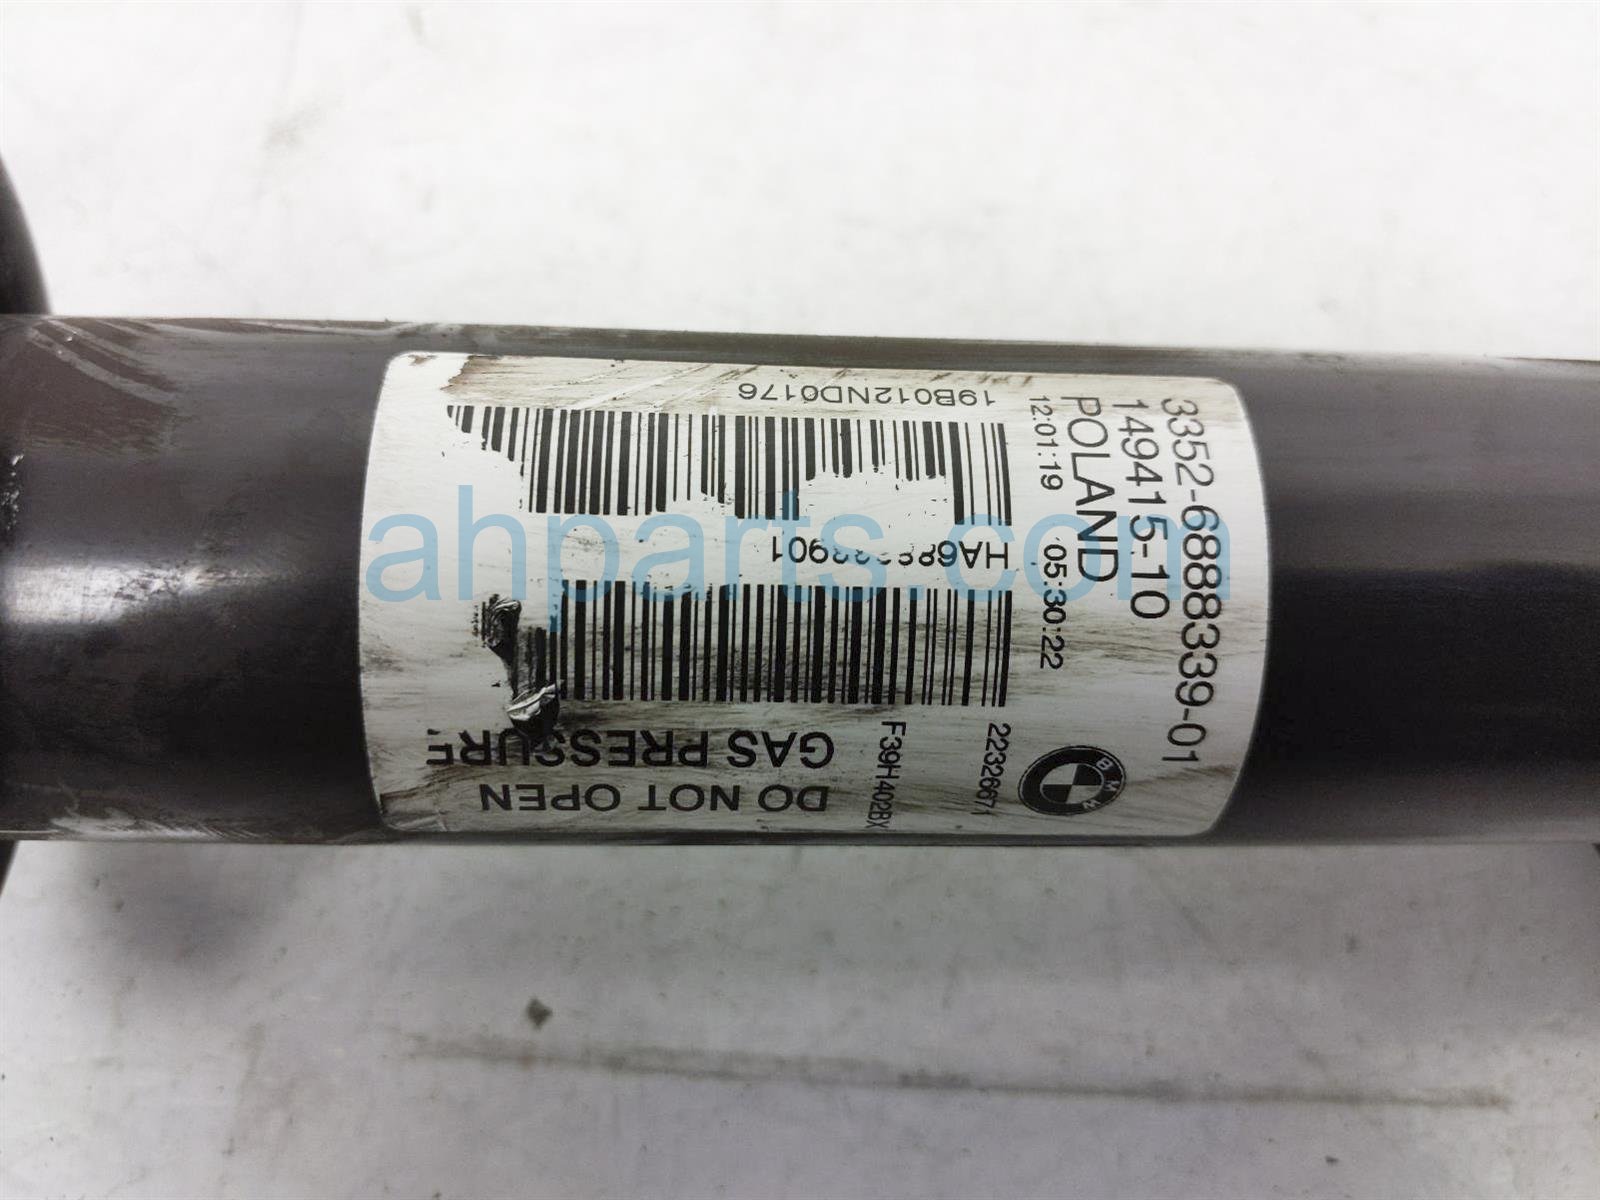 3352-6888339-01
149415-10
POLAND
12:01:19 05:30:22
BMW
22326671
F39H402BX
19B012ND0176
DO NOT OPEN
GAS PRESSURE
ahparts.com